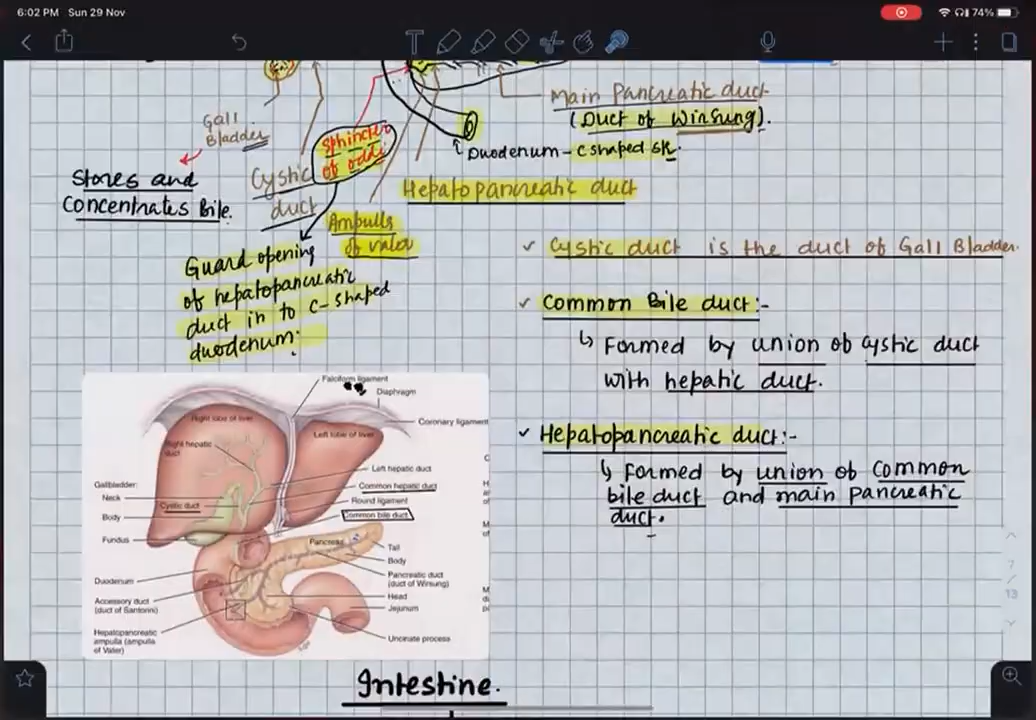 6:02 PM Sun 29 Nov
74%
Main Pancreatic duct
(Duct of Wirsung).
Duodenum - C shaped SI.
Gall
Bladder
Sphincter
of oddi
Stores and
Concentrates Bile.
Cystic
duct
Hepatopancreatic duct
Ampulla
of vater
Guard opening
of hepatopancreatic
duct in to C-shaped
duodenum.
✓ Cystic duct is the duct of Gall Bladder.
✓ Common Bile duct:-
↳ Formed by union of cystic duct
with hepatic duct.
✓ Hepatopancreatic duct:-
↳ Formed by union of common
bile duct and main pancreatic
duct.
Falciform ligament
Diaphragm
Coronary ligament
Right lobe of liver
Left lobe of liver
Right hepatic
duct
Left hepatic duct
Common hepatic duct
Round ligament
Common bile duct
Gallbladder:
Neck
Cystic duct
Body
Fundus
Pancreas:
Tail
Body
Pancreatic duct
(duct of Wirsung)
Head
Jejunum
Duodenum
Accessory duct
(duct of Santorini)
Hepatopancreatic
ampulla (ampulla
of Vater)
Uncinate process
7
/
13
Intestine.